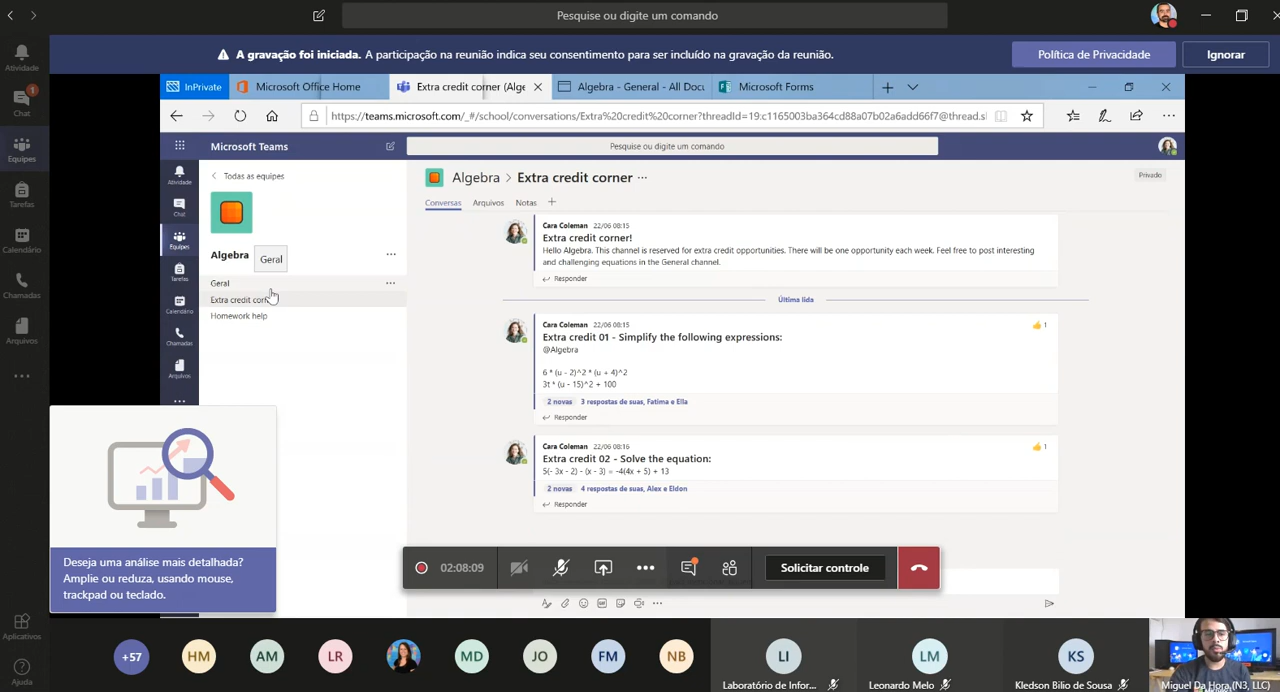 Pesquise ou digite um comando
A gravação foi iniciada. A participação na reunião indica seu consentimento para ser incluído na gravação da reunião.
Política de Privacidade
Ignorar
Atividade
1
Chat
Equipes
Tarefas
Calendário
Chamadas
Arquivos
Aplicativos
Ajuda
InPrivate
Microsoft Office Home
Extra credit corner (Alge
Algebra - General - All Docu
Microsoft Forms
https://teams.microsoft.com/_#/school/conversations/Extra%20credit%20corner?threadId=19:c1165003ba364cd88a07b02a6add66f7@thread.s
Microsoft Teams
Pesquise ou digite um comando
Atividade
Chat
Equipes
Tarefas
Calendário
Chamadas
Arquivos
Todas as equipes
Algebra
Geral
Geral
Extra credit corn
Homework help
Algebra > Extra credit corner
Privado
Conversas
Arquivos
Notas
Cara Coleman 22/06 08:15
Extra credit corner!
Hello Algebra. This channel is reserved for extra credit opportunities. There will be one opportunity each week. Feel free to post interesting
and challenging equations in the General channel.
Responder
Última lida
Cara Coleman 22/06 08:15
1
Extra credit 01 - Simplify the following expressions:
@Algebra
6 * (u - 2)^2 * (u + 4)^2
3t * (u - 15)^2 + 100
2 novas 3 respostas de suas, Fatima e Ella
Responder
Cara Coleman 22/06 08:16
1
Extra credit 02 - Solve the equation:
5(- 3x - 2) - (x - 3) = -4(4x + 5) + 13
2 novas 4 respostas de suas, Alex e Eldon
Responder
Deseja uma análise mais detalhada?
Amplie ou reduza, usando mouse,
trackpad ou teclado.
02:08:09
Solicitar controle
+57
HM
AM
LR
MD
JO
FM
NB
LI
Laboratório de Infor...
LM
Leonardo Melo
KS
Kledson Bilio de Sousa
Miguel Da Hora (N3, LLC)